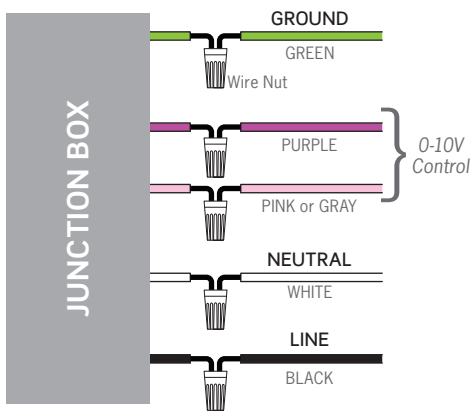 JUNCTION BOX
GROUND
GREEN
Wire Nut
PURPLE
0-10V
Control
PINK or GRAY
NEUTRAL
WHITE
LINE
BLACK